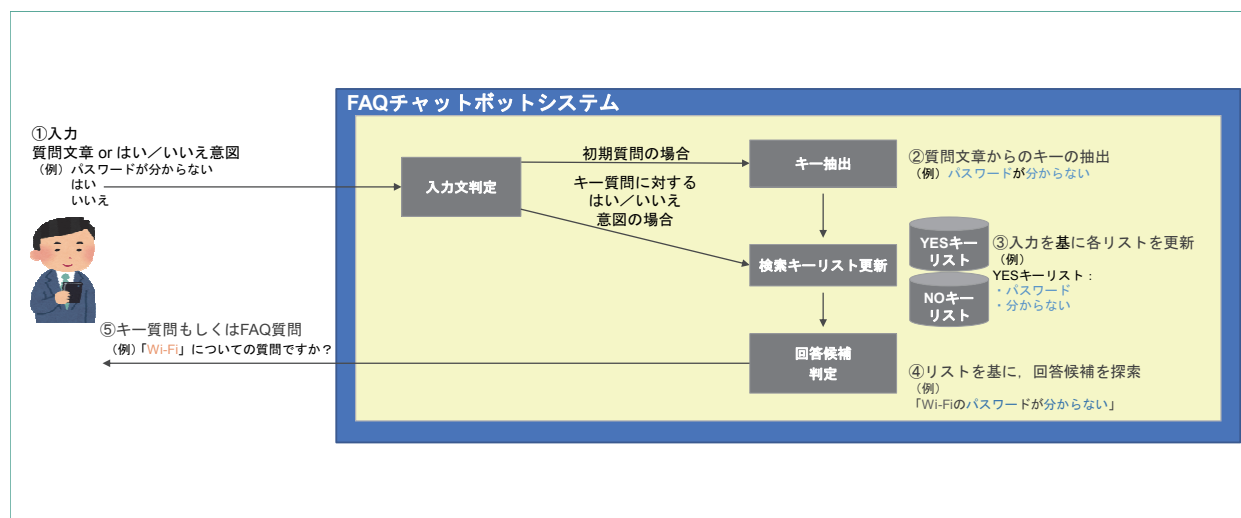 FAQチャットボットシステム
①入力
質問文章 or はい／いいえ意図
（例）パスワードが分からない
はい
いいえ
入力文判定
初期質問の場合
キー質問に対する
はい／いいえ
意図の場合
キー抽出
②質問文章からのキーの抽出
（例）パスワードが分からない
検索キーリスト更新
YESキー
リスト
NOキー
リスト
③入力を基に各リストを更新
（例）
YESキーリスト：
・パスワード
・分からない
回答候補
判定
④リストを基に，回答候補を探索
（例）
「Wi-Fiのパスワードが分からない」
⑤キー質問もしくはFAQ質問
（例）「Wi-Fi」についての質問ですか？